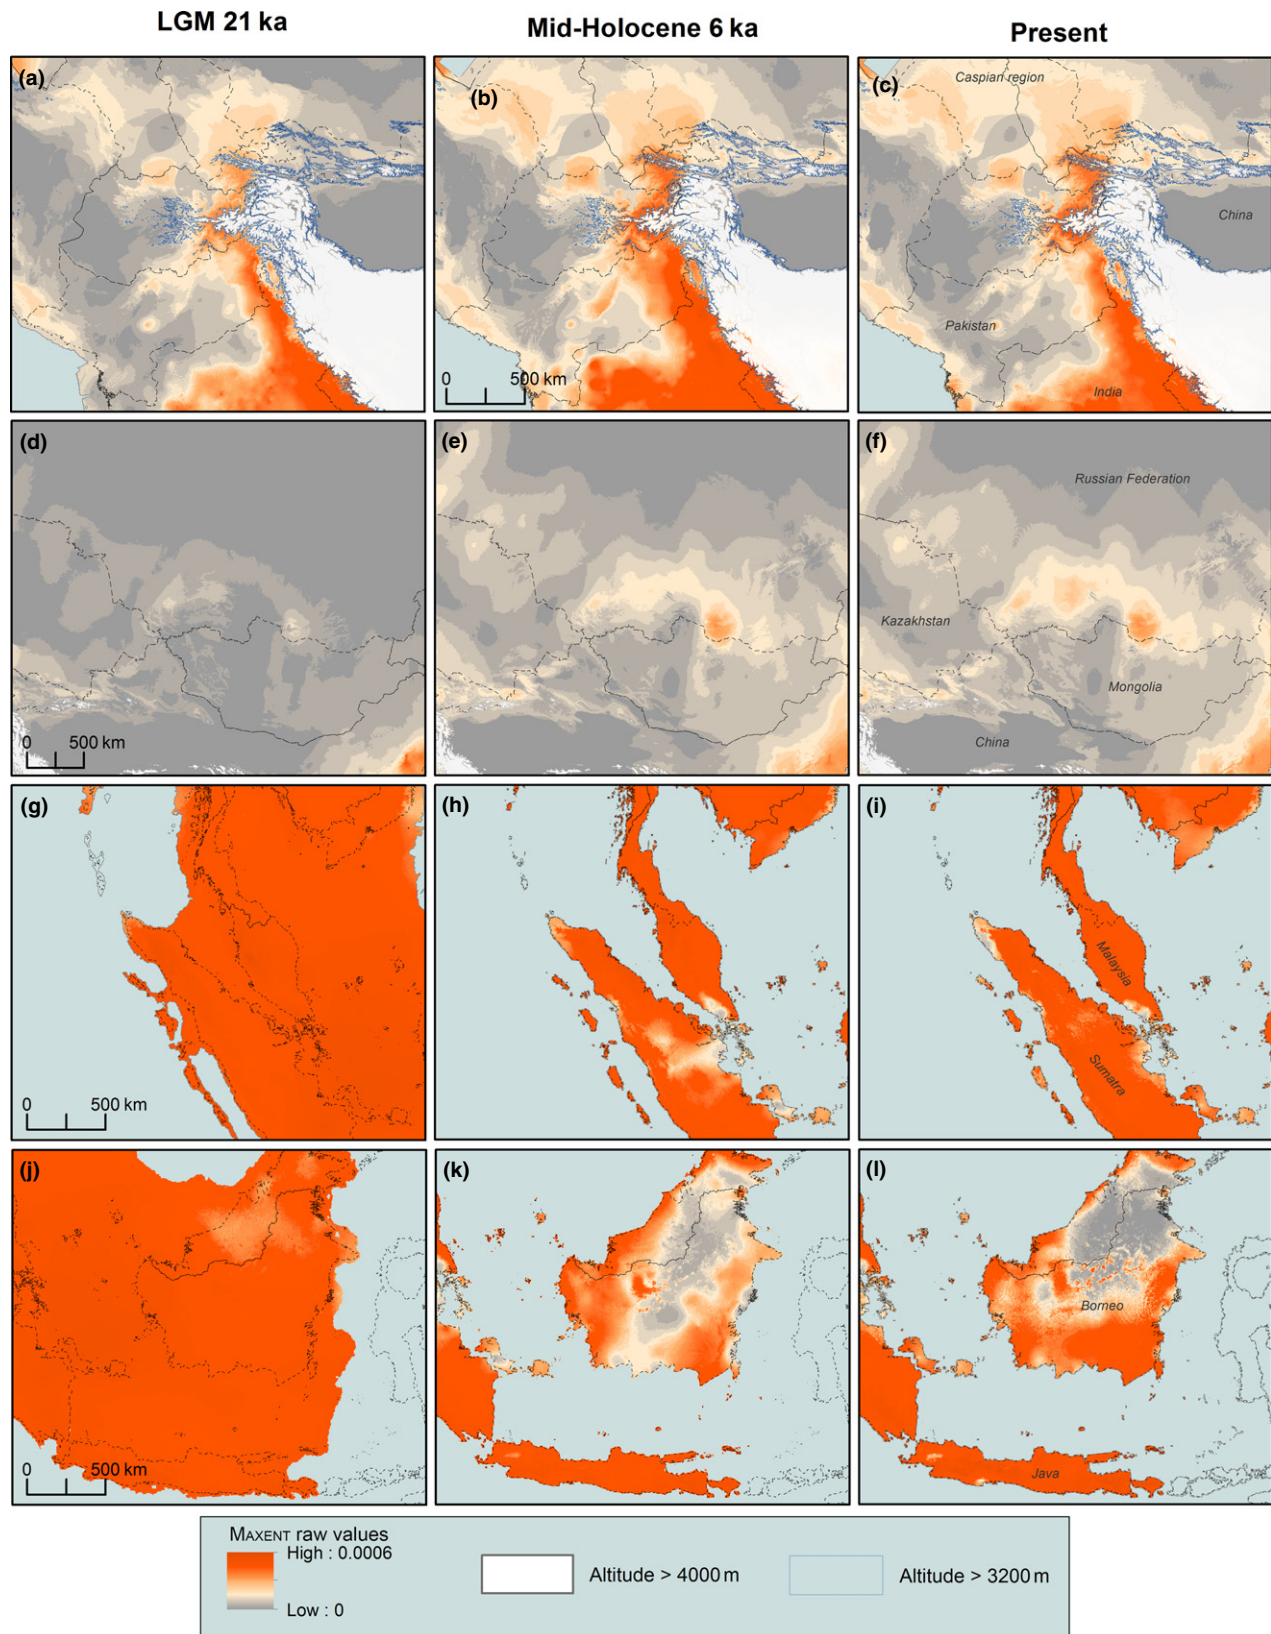 LGM 21 ka
Mid-Holocene 6 ka
Present
(a)
(b)
0
500 km
(c)
Caspian region
China
Pakistan
India
(d)
0
500 km
(e)
(f)
Russian Federation
Kazakhstan
Mongolia
China
(g)
0
500 km
(h)
(i)
Malaysia
Sumatra
(j)
0
500 km
(k)
(l)
Borneo
Java
MAXENT raw values
High : 0.0006
Low : 0
Altitude > 4000 m
Altitude > 3200 m